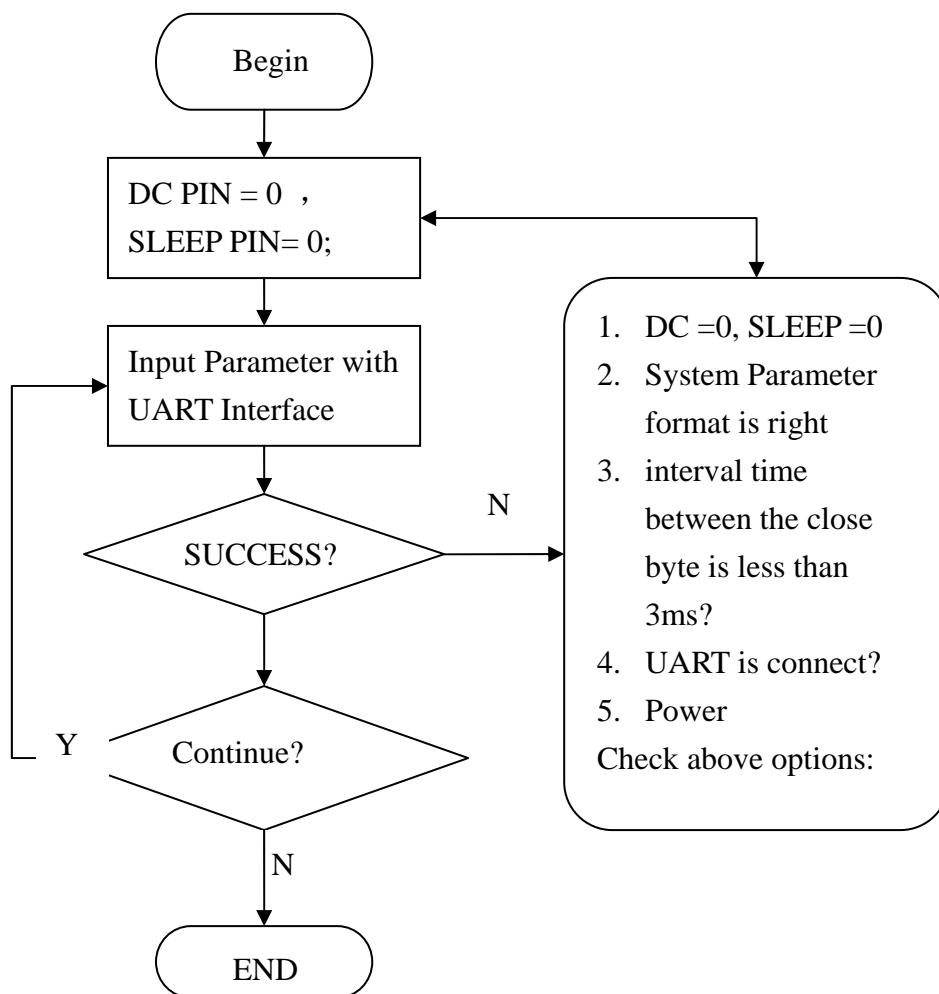 Begin
DC PIN = 0 ，
SLEEP PIN= 0;
Input Parameter with
UART Interface
SUCCESS?
N
Continue?
Y
N
END
1. DC =0, SLEEP =0
2. System Parameter
format is right
3. interval time
between the close
byte is less than
3ms?
4. UART is connect?
5. Power
Check above options: